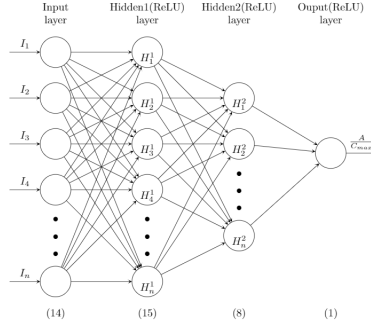 Input layer
Hidden1(ReLU) layer
Hidden2(ReLU) layer
Ouput(ReLU) layer
I₁
I₂
I₃
I₄
Iₙ
H₁¹
H₂¹
H₃¹
H₄¹
Hₙ¹
H₁²
H₂²
Hₙ²
A
Cₘₐₓ
(14)
(15)
(8)
(1)